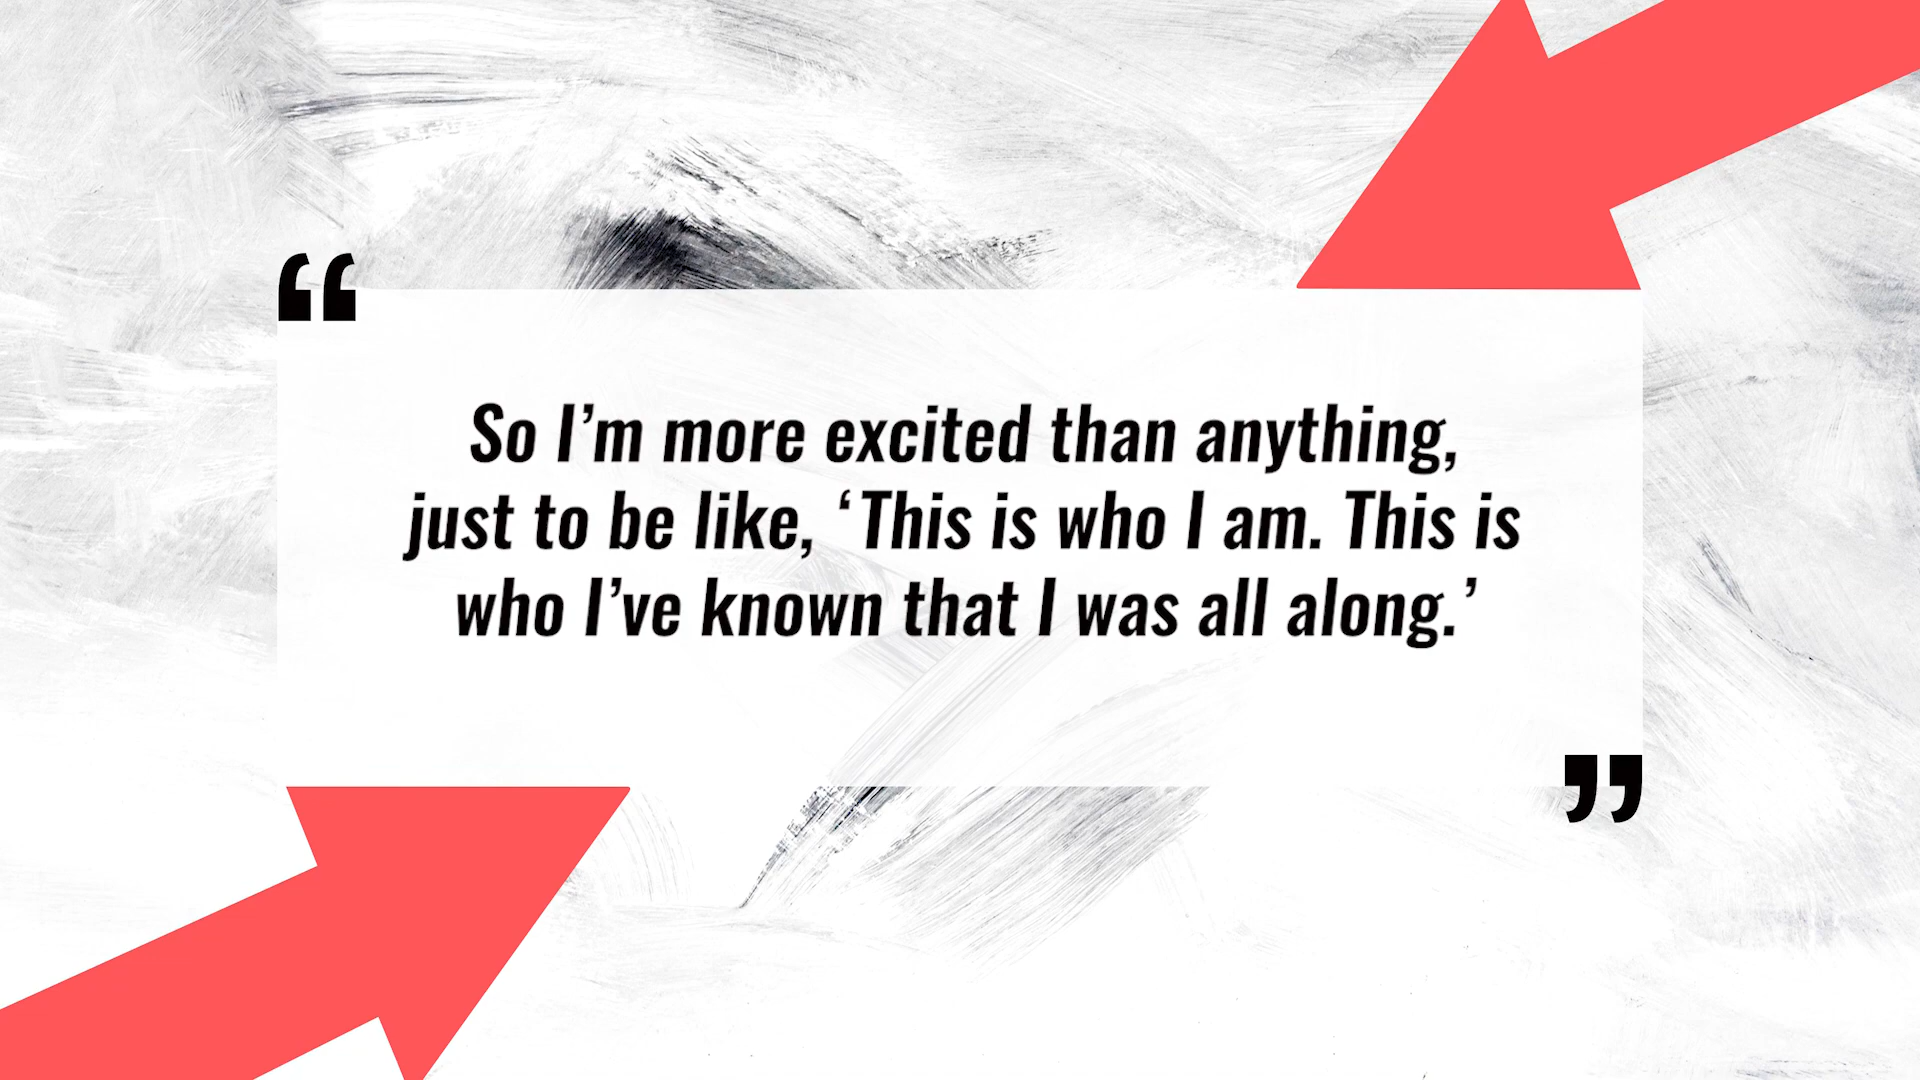 “
So I’m more excited than anything,
just to be like, ‘This is who I am. This is
who I’ve known that I was all along.’
”